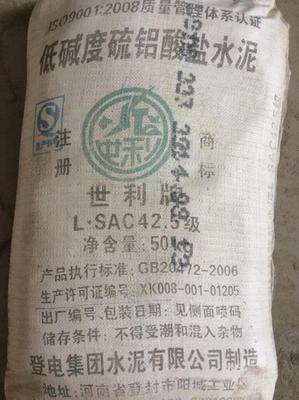 ISO9001:2008质量管理体系认证
低碱度硫铝酸盐水泥
注册 世利 商标
世利牌
L·SAC42.5级
净含量:50
产品执行标准:GB20472-2006
生产许可证编号:XK008-001-01205
出厂编号、包装日期:见侧面喷码
储存条件:不得受潮和混入杂物
登电集团水泥有限公司制造
地址:河南省登封市阳城工